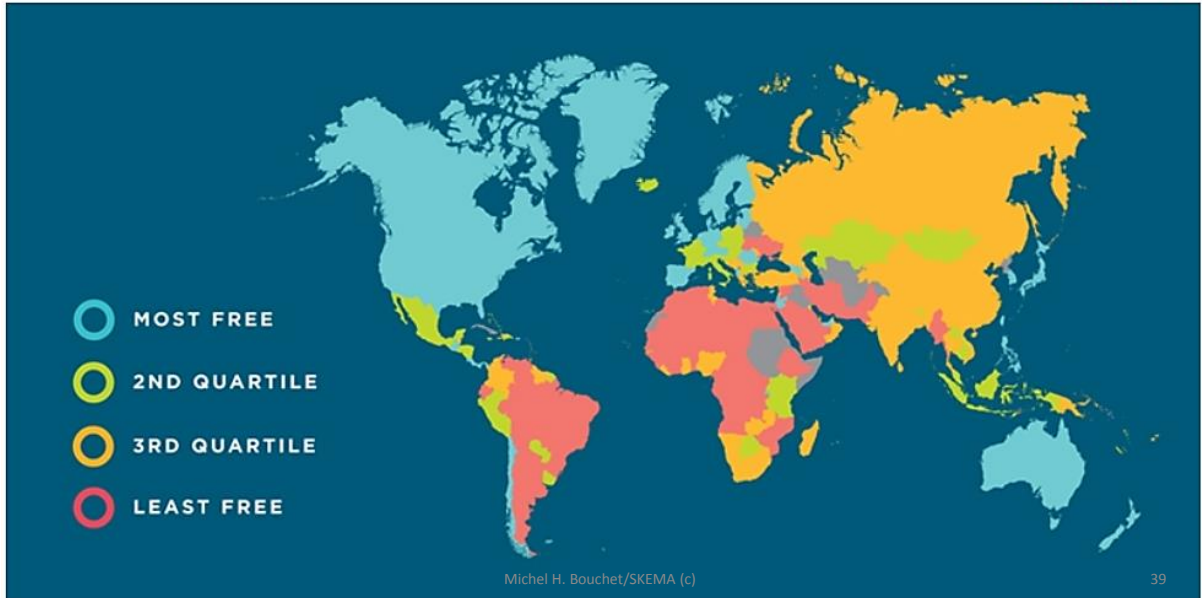 MOST FREE
2ND QUARTILE
3RD QUARTILE
LEAST FREE
Michel H. Bouchet/SKEMA (c)
39